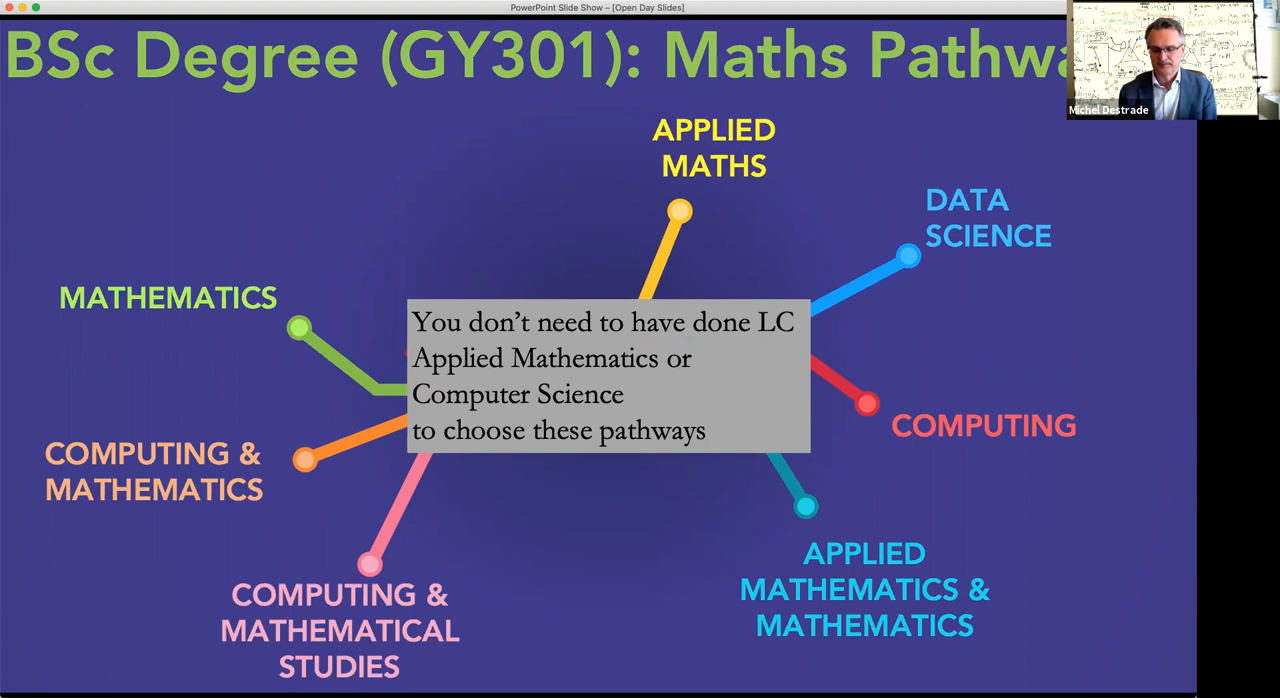 PowerPoint Slide Show – [Open Day Slides]
BSc Degree (GY301): Maths Pathwa
Michel Destrade
APPLIED
MATHS
DATA
SCIENCE
MATHEMATICS
You don’t need to have done LC
Applied Mathematics or
Computer Science
to choose these pathways
COMPUTING
COMPUTING &
MATHEMATICS
APPLIED
MATHEMATICS &
MATHEMATICS
COMPUTING &
MATHEMATICAL
STUDIES